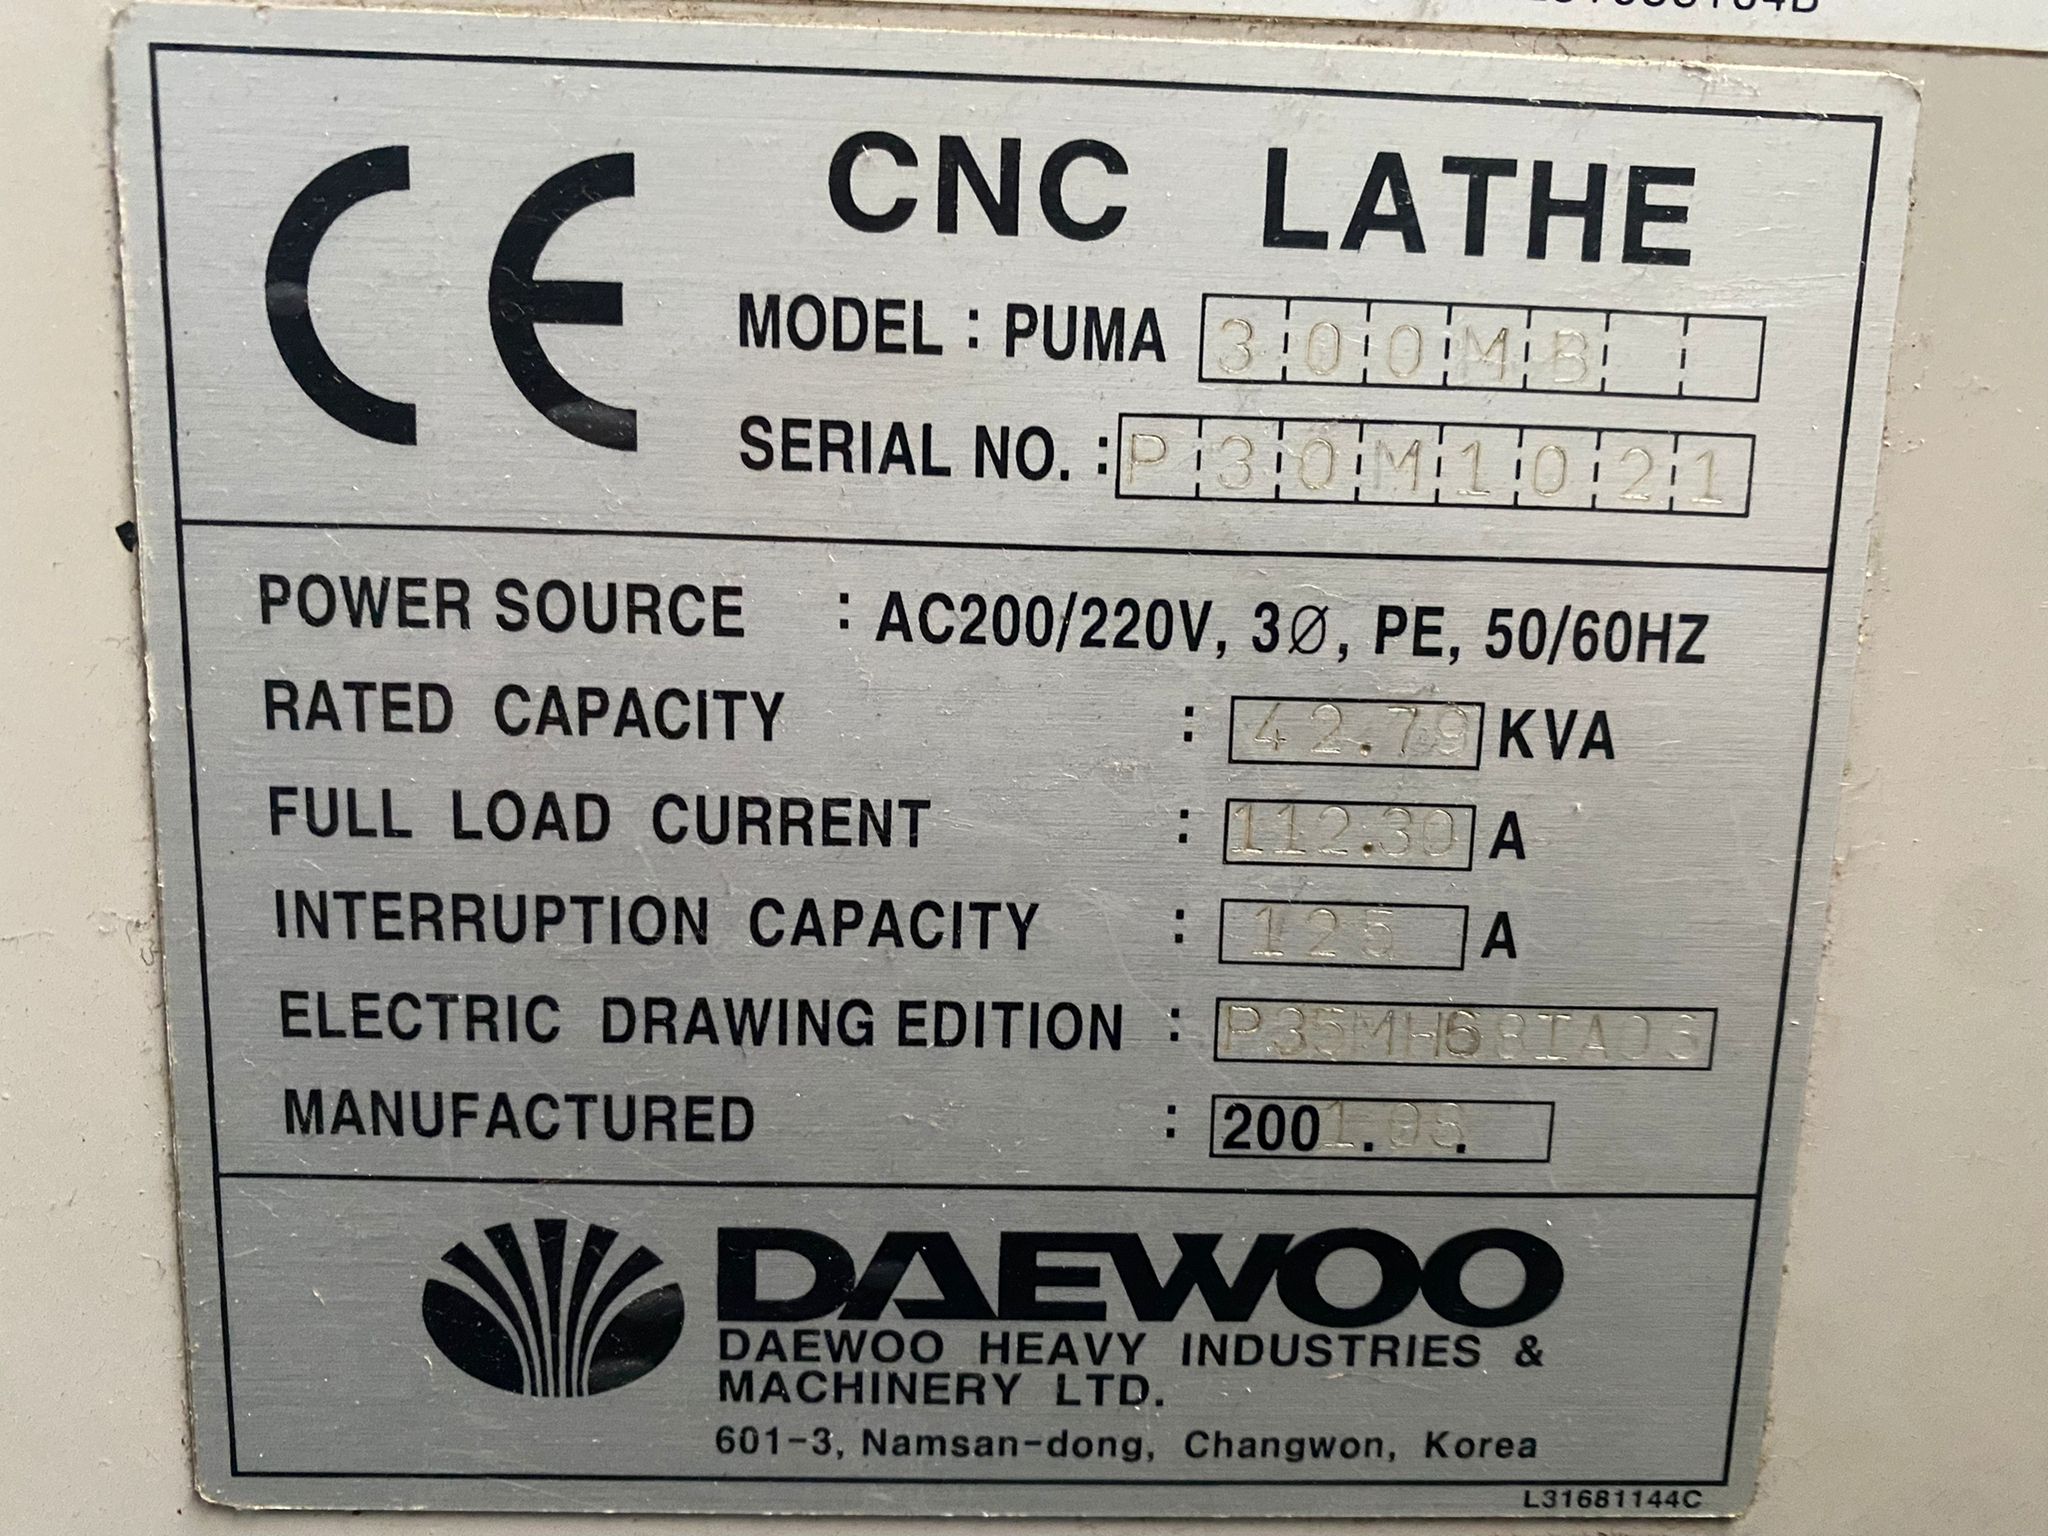 CE
CNC LATHE
MODEL : PUMA 300MB
SERIAL NO. : P30M1021
POWER SOURCE : AC200/220V, 3Ø, PE, 50/60HZ
RATED CAPACITY : 42.79 KVA
FULL LOAD CURRENT : 112.30 A
INTERRUPTION CAPACITY : 125 A
ELECTRIC DRAWING EDITION :
MANUFACTURED : 2001.
DAEWOO
DAEWOO HEAVY INDUSTRIES &
MACHINERY LTD.
601-3, Namsan-dong, Changwon, Korea
L31681144C